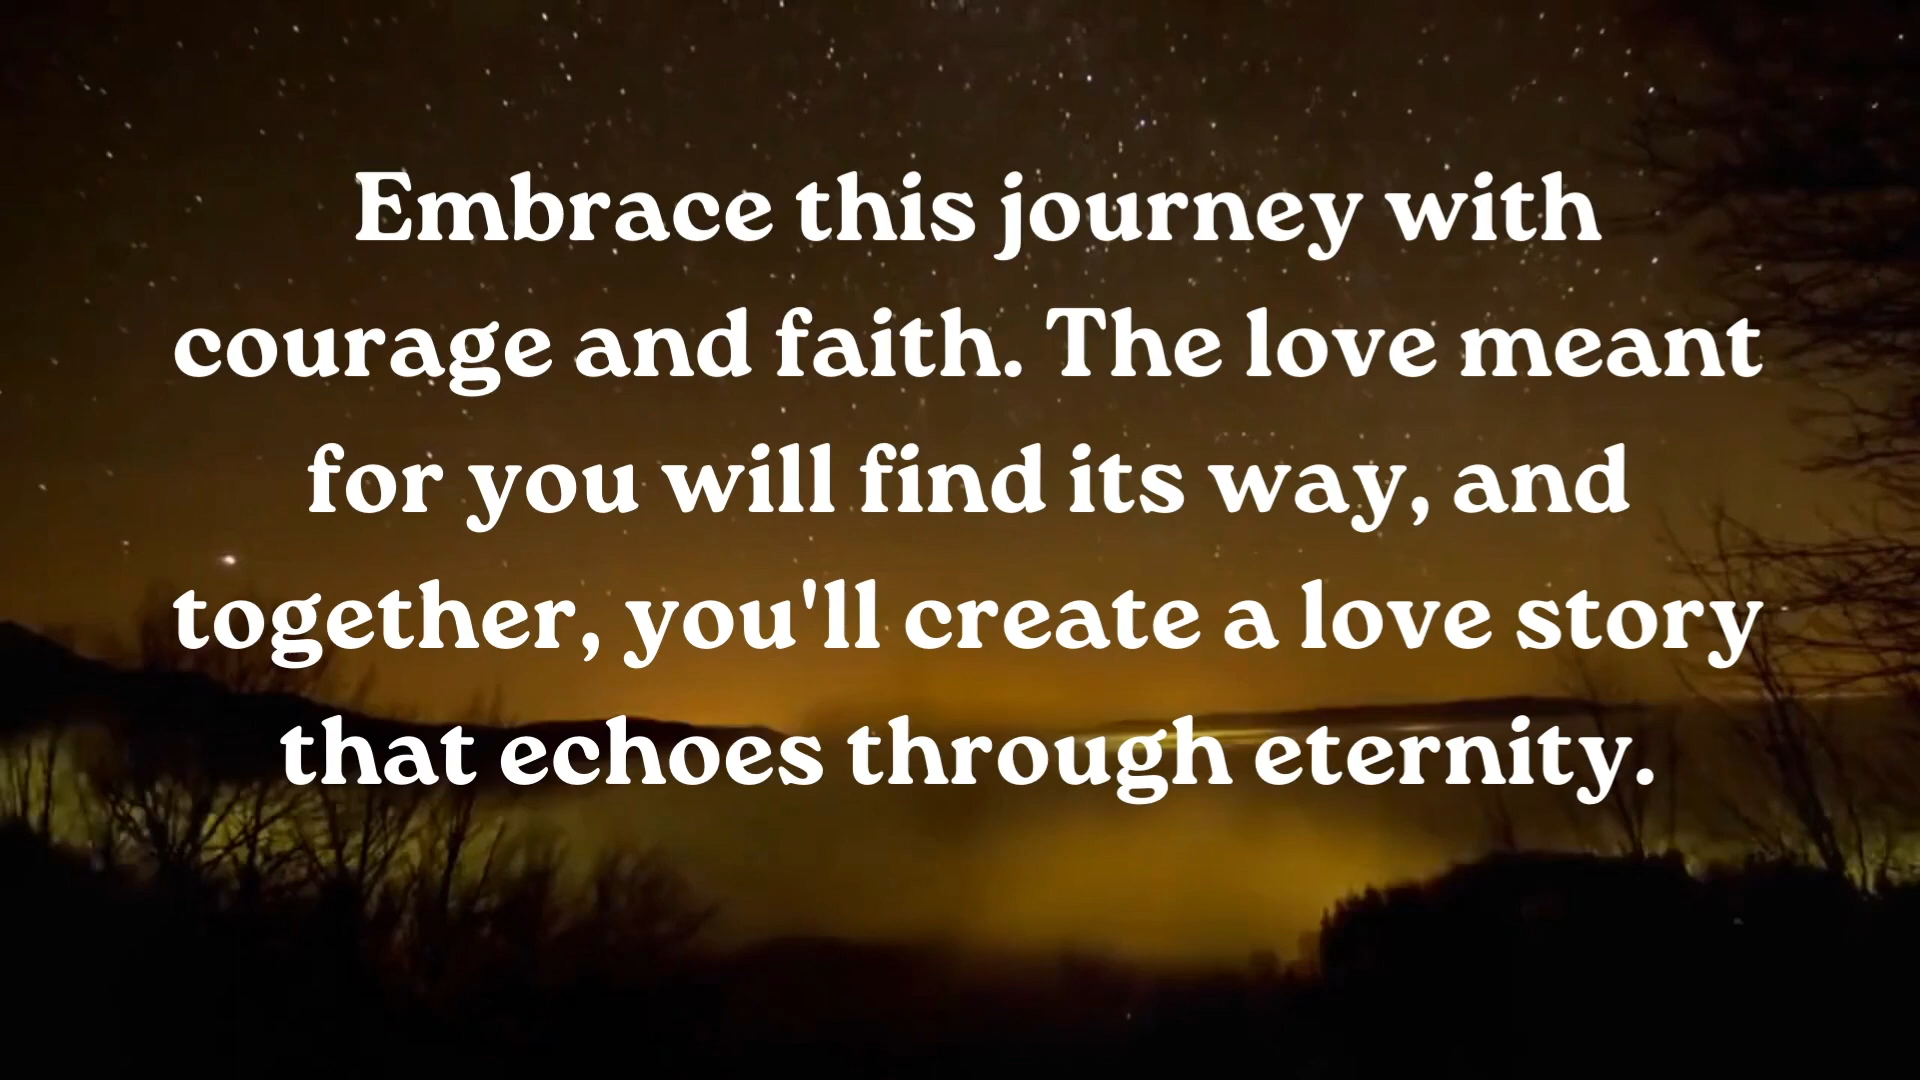 Embrace this journey with
courage and faith. The love meant
for you will find its way, and
together, you'll create a love story
that echoes through eternity.